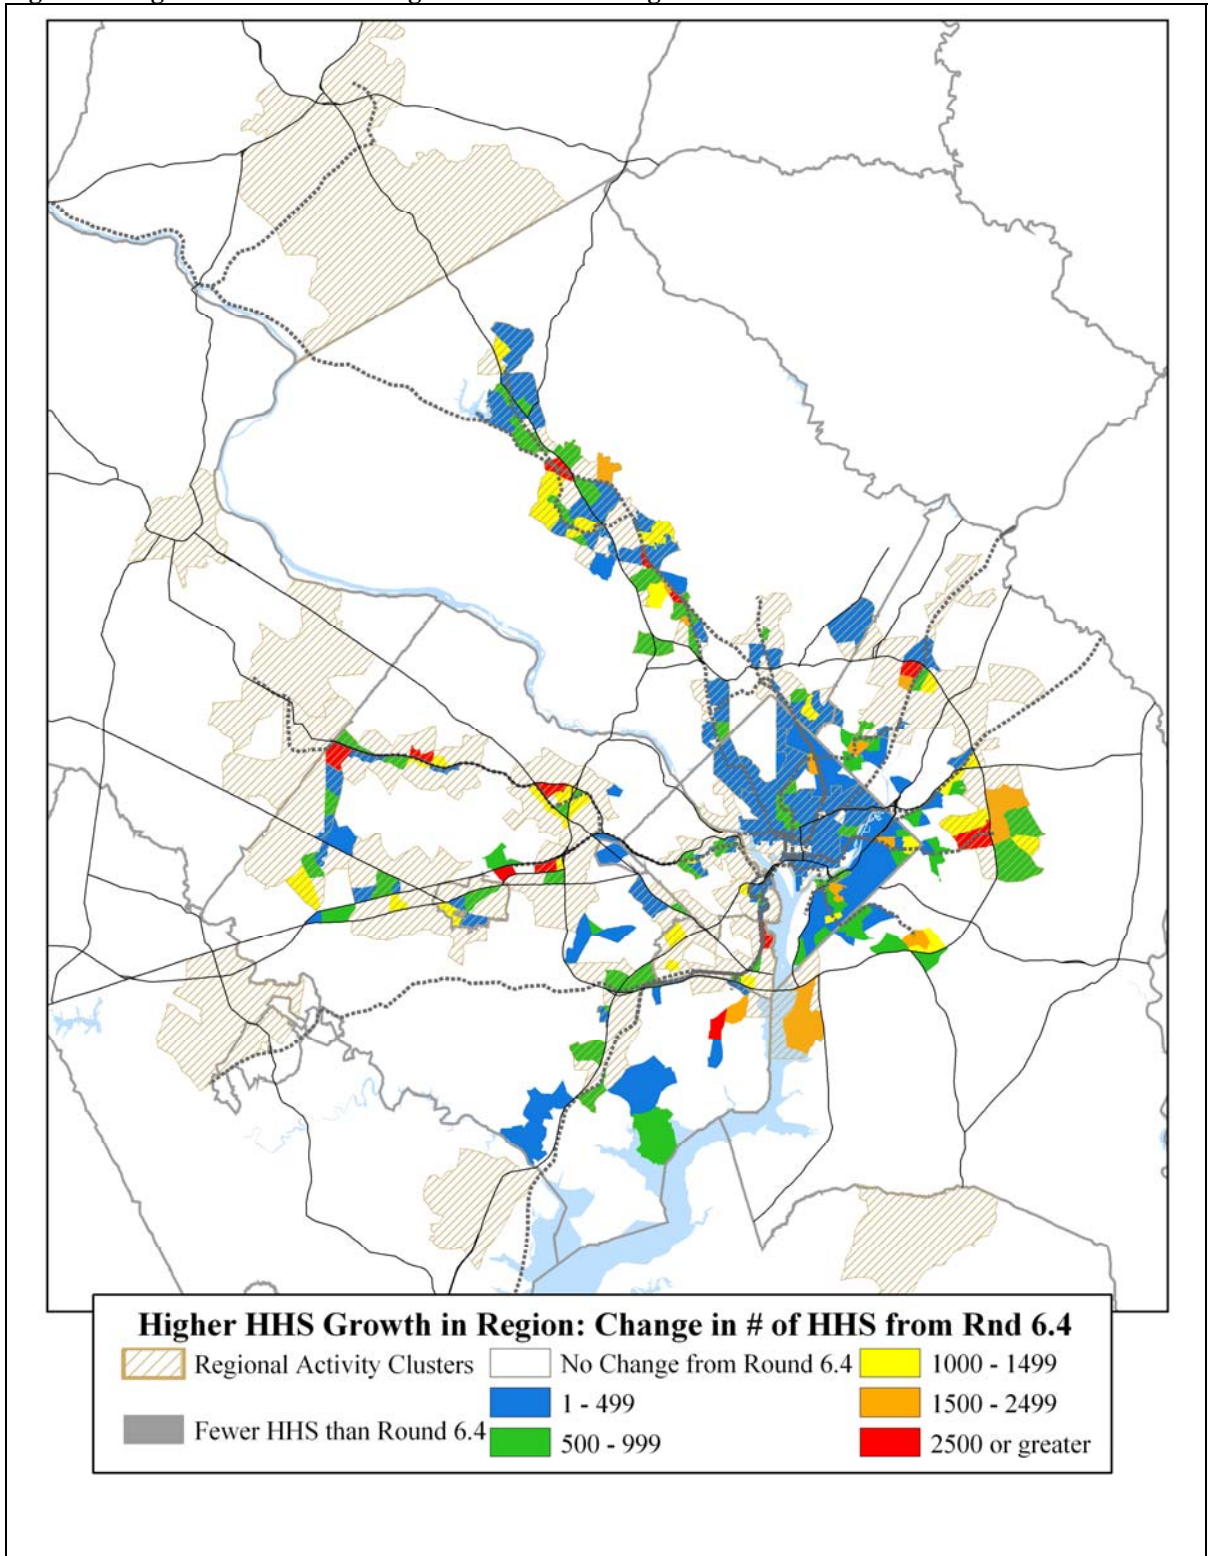 Higher HHS Growth in Region: Change in # of HHS from Rnd 6.4
Regional Activity Clusters
No Change from Round 6.4
1000 - 1499
1 - 499
1500 - 2499
Fewer HHS than Round 6.4
500 - 999
2500 or greater